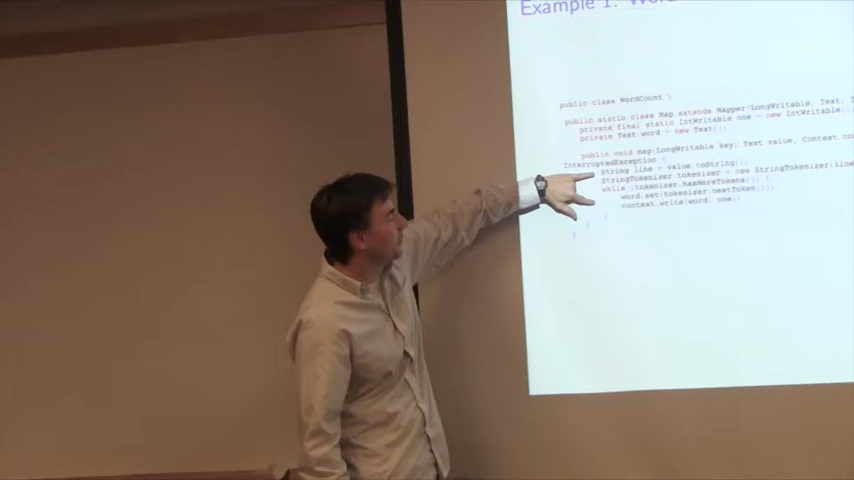 Example 1: Word
public class WordCount {
public static class Map extends Mapper<LongWritable, Text,
private final static IntWritable one = new IntWritable(
private Text word = new Text();
public void map(LongWritable key, Text value, Context
InterruptedException {
String line = value.toString();
StringTokenizer tokenizer = new StringTokenizer(line
while (tokenizer.hasMoreTokens()) {
word.set(tokenizer.nextToken());
context.write(word, one);
}
} }